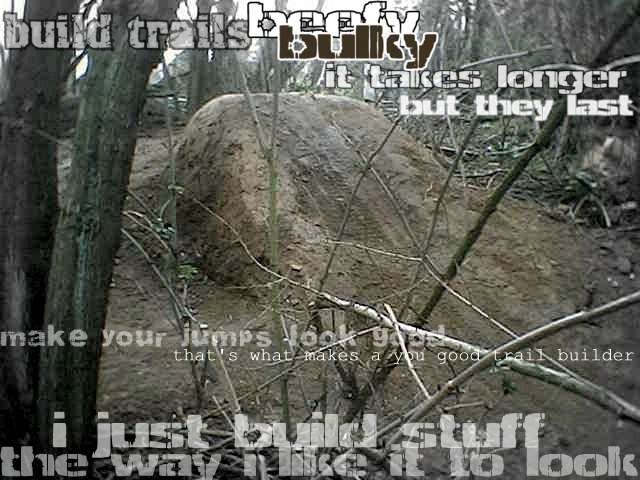 build trails beefy
bulky
it takes longer
but they last
make your jumps look good
that's what makes a you good trail builder
i just build stuff
the way i like it to look